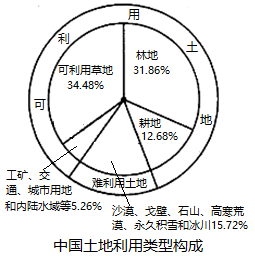 可利用土地
林地
31.86%
可利用草地
34.48%
耕地
12.68%
难利用土地
工矿、交
通、城市用地
和内陆水域等5.26%
沙漠、戈壁、石山、高寒荒
漠、永久积雪和冰川15.72%
中国土地利用类型构成